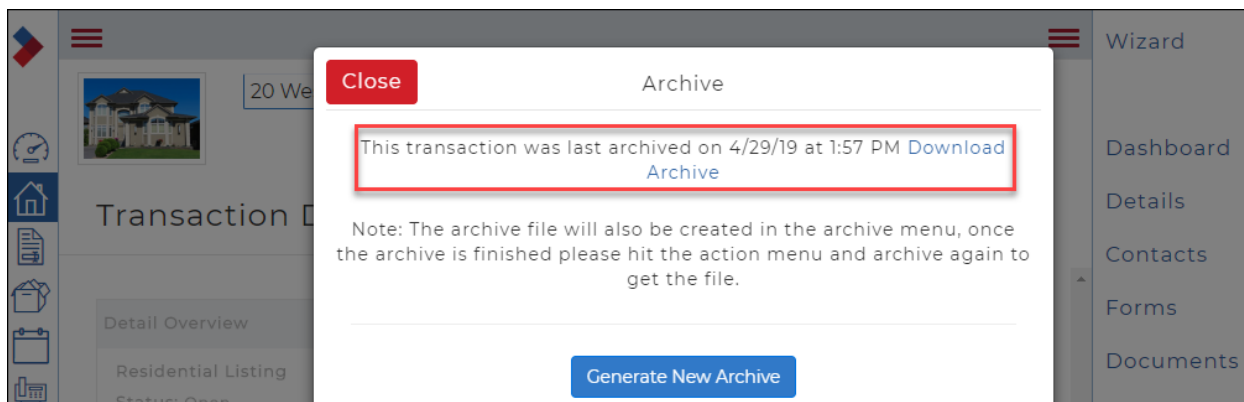 Wizard
Close
Archive
20 We
This transaction was last archived on 4/29/19 at 1:57 PM Download
Archive
Dashboard
Transaction D
Details
Note: The archive file will also be created in the archive menu, once
the archive is finished please hit the action menu and archive again to
get the file.
Contacts
Detail Overview
Forms
Residential Listing
Generate New Archive
Documents
Status: Open